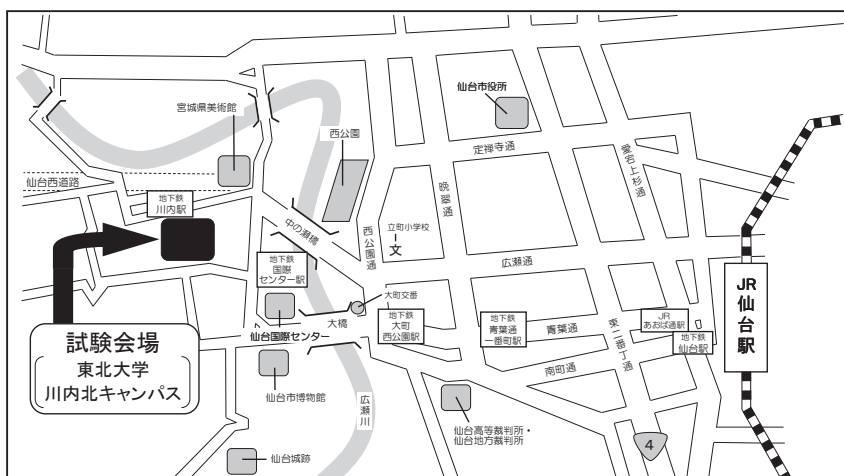 仙台市役所
宮城県美術館
西公園
定禅寺通
愛宕上杉通
仙台西道路
地下鉄
川内駅
晩翠通
立町小学校
文
中の瀬橋
西公園通
広瀬通
地下鉄
国際
センター駅
JR
仙台駅
大町交番
大橋
地下鉄
大町
西公園駅
地下鉄
青葉通
一番町駅
青葉通
東二番丁通
JR
あおば通駅
地下鉄
仙台駅
試験会場
東北大学
川内北キャンパス
仙台国際センター
南町通
仙台市博物館
広瀬川
仙台高等裁判所・
仙台地方裁判所
4
仙台城跡